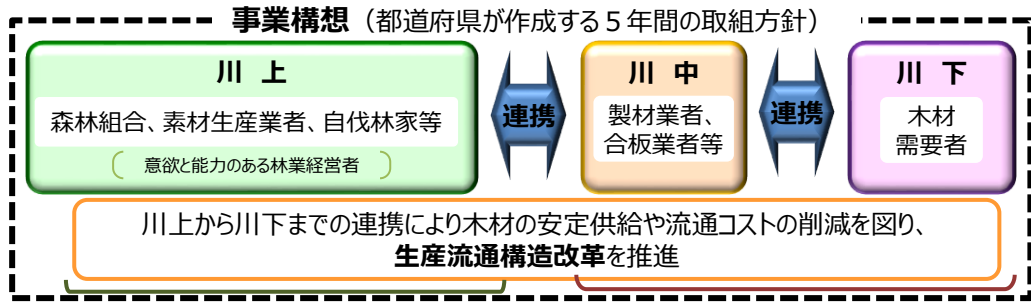 事業構想（都道府県が作成する５年間の取組方針）
川 上
森林組合、素材生産業者、自伐林家等
（ 意欲と能力のある林業経営者 ）
連携
川 中
製材業者、
合板業者等
連携
川 下
木材
需要者
川上から川下までの連携により木材の安定供給や流通コストの削減を図り、
生産流通構造改革を推進